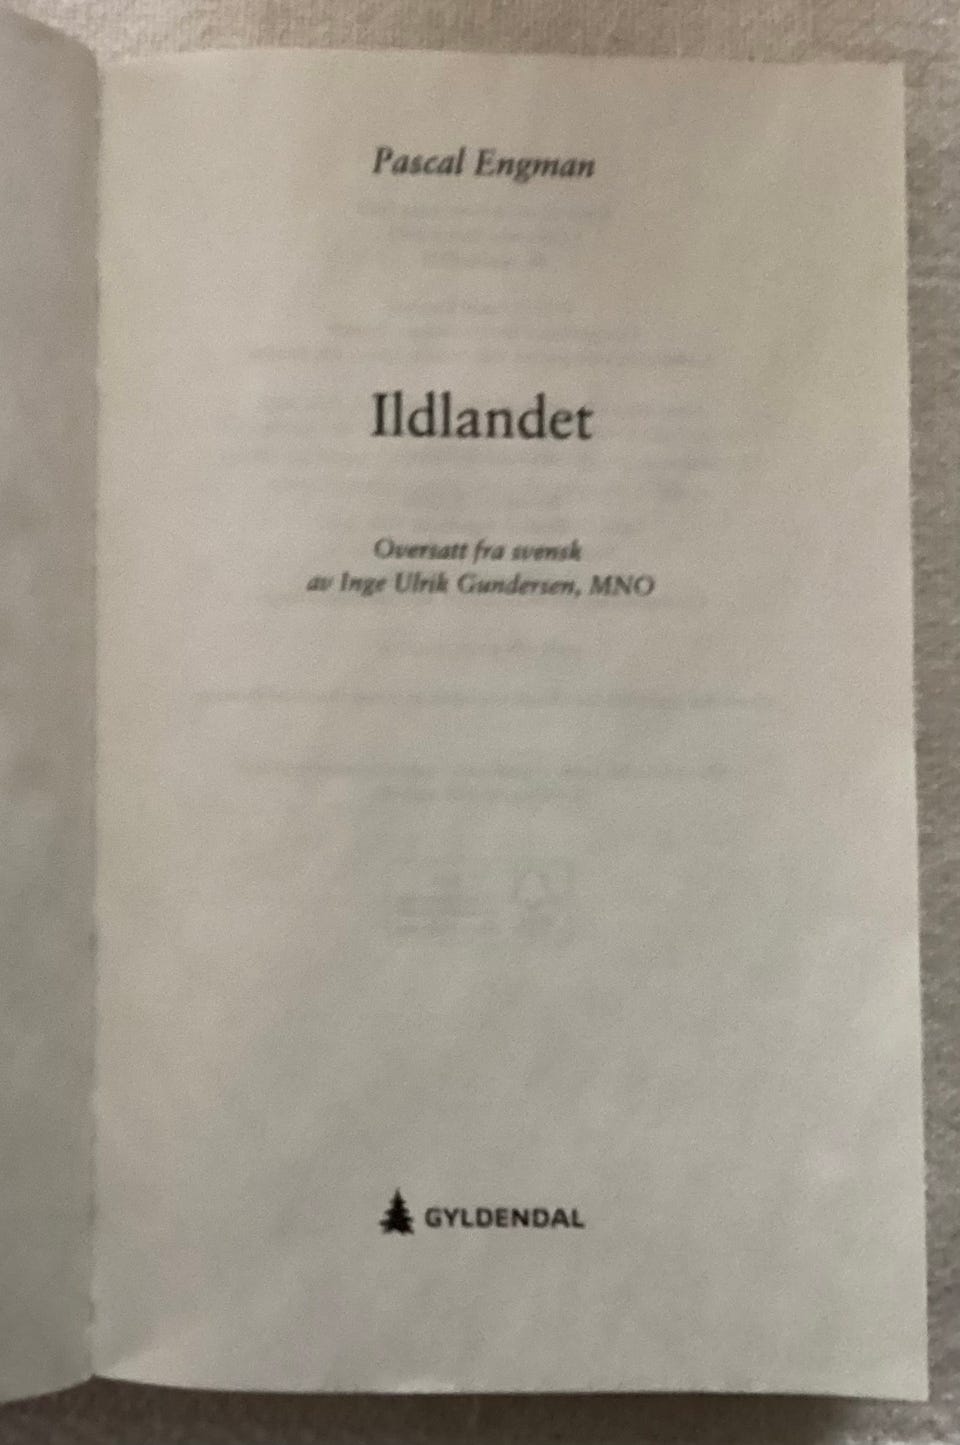 Pascal Engman
Ildlandet
Oversatt fra svensk
av Inge Ulrik Gundersen, MNO
GYLDENDAL